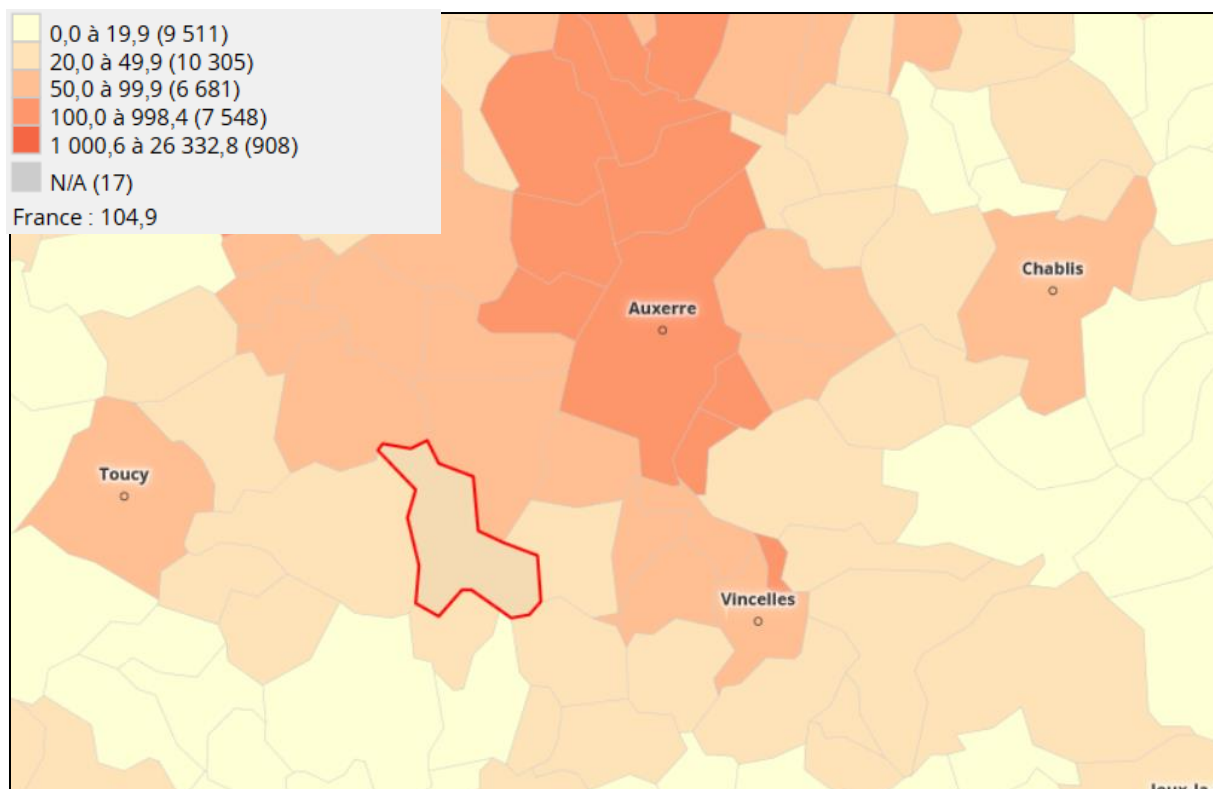 0,0 à 19,9 (9 511)
20,0 à 49,9 (10 305)
50,0 à 99,9 (6 681)
100,0 à 998,4 (7 548)
1 000,6 à 26 332,8 (908)
N/A (17)
France : 104,9
Chablis
Auxerre
Toucy
Vincelles